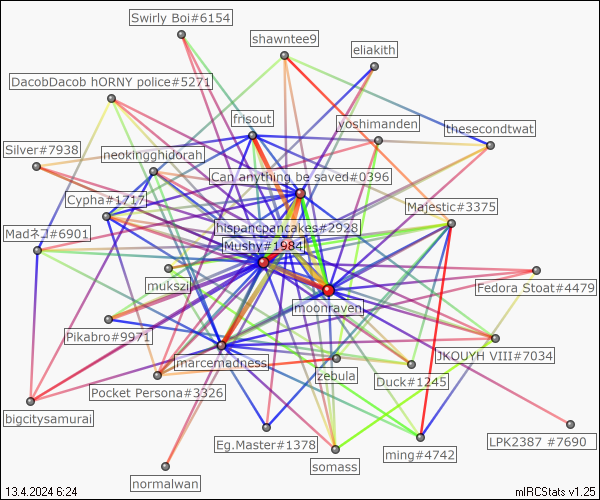 Swirly Boi#6154
shawntee9
eliakith
DacobDacob hORNY police#5271
frisout
yoshimanden
thesecondtwat
Silver#7938
neokingghidorah
Can anything be saved#0396
Cypha#1717
Majestic#3375
hispancpancakes#2928
Madネコ#6901
Mushy#1984
mukszil
Fedora Stoat#4479
moonraven
Pikabro#9971
JKOUYH VIII#7034
marcemadness
zebula
Duck#1245
Pocket Persona#3326
bigcitysamurai
Eg.Master#1378
LPK2387 #7690
somass
ming#4742
normalwan
13.4.2024 6:24
mIRCStats v1.25